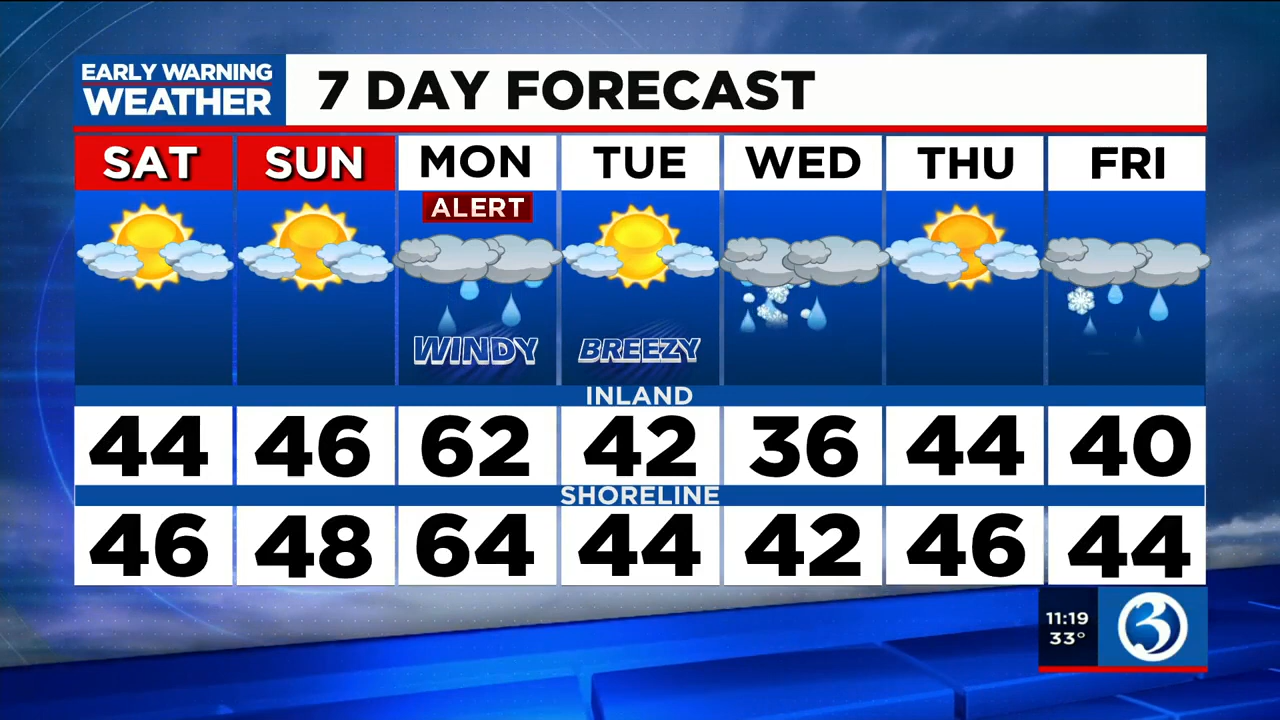 EARLY WARNING
WEATHER
7 DAY FORECAST
SAT SUN MON TUE WED THU FRI
ALERT
WINDY BREEZY
INLAND
44 46 62 42 36 44 40
SHORELINE
46 48 64 44 42 46 44
11:19
33°
3